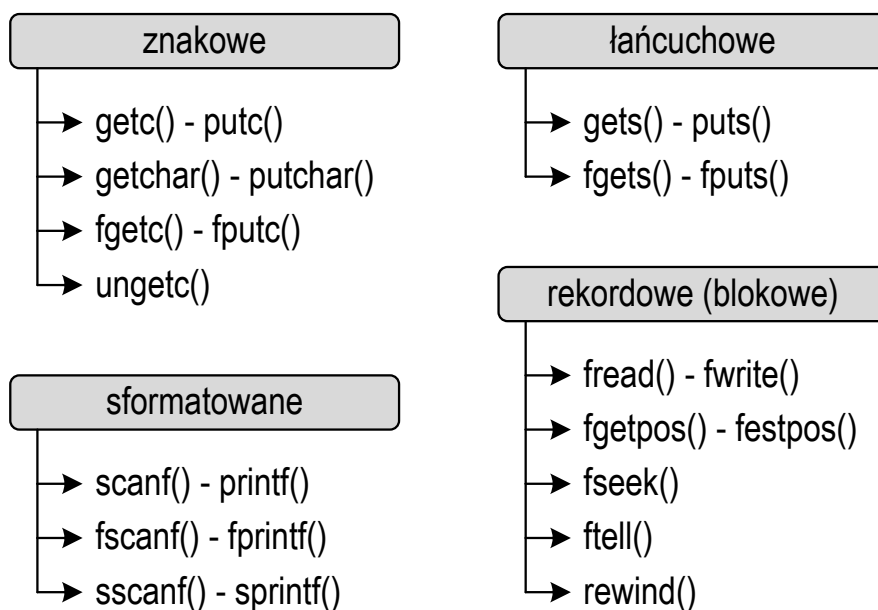 znakowe
getc() - putc()
getchar() - putchar()
fgetc() - fputc()
ungetc()
sformatowane
scanf() - printf()
fscanf() - fprintf()
sscanf() - sprintf()
łańcuchowe
gets() - puts()
fgets() - fputs()
rekordowe (blokowe)
fread() - fwrite()
fgetpos() - festpos()
fseek()
ftell()
rewind()